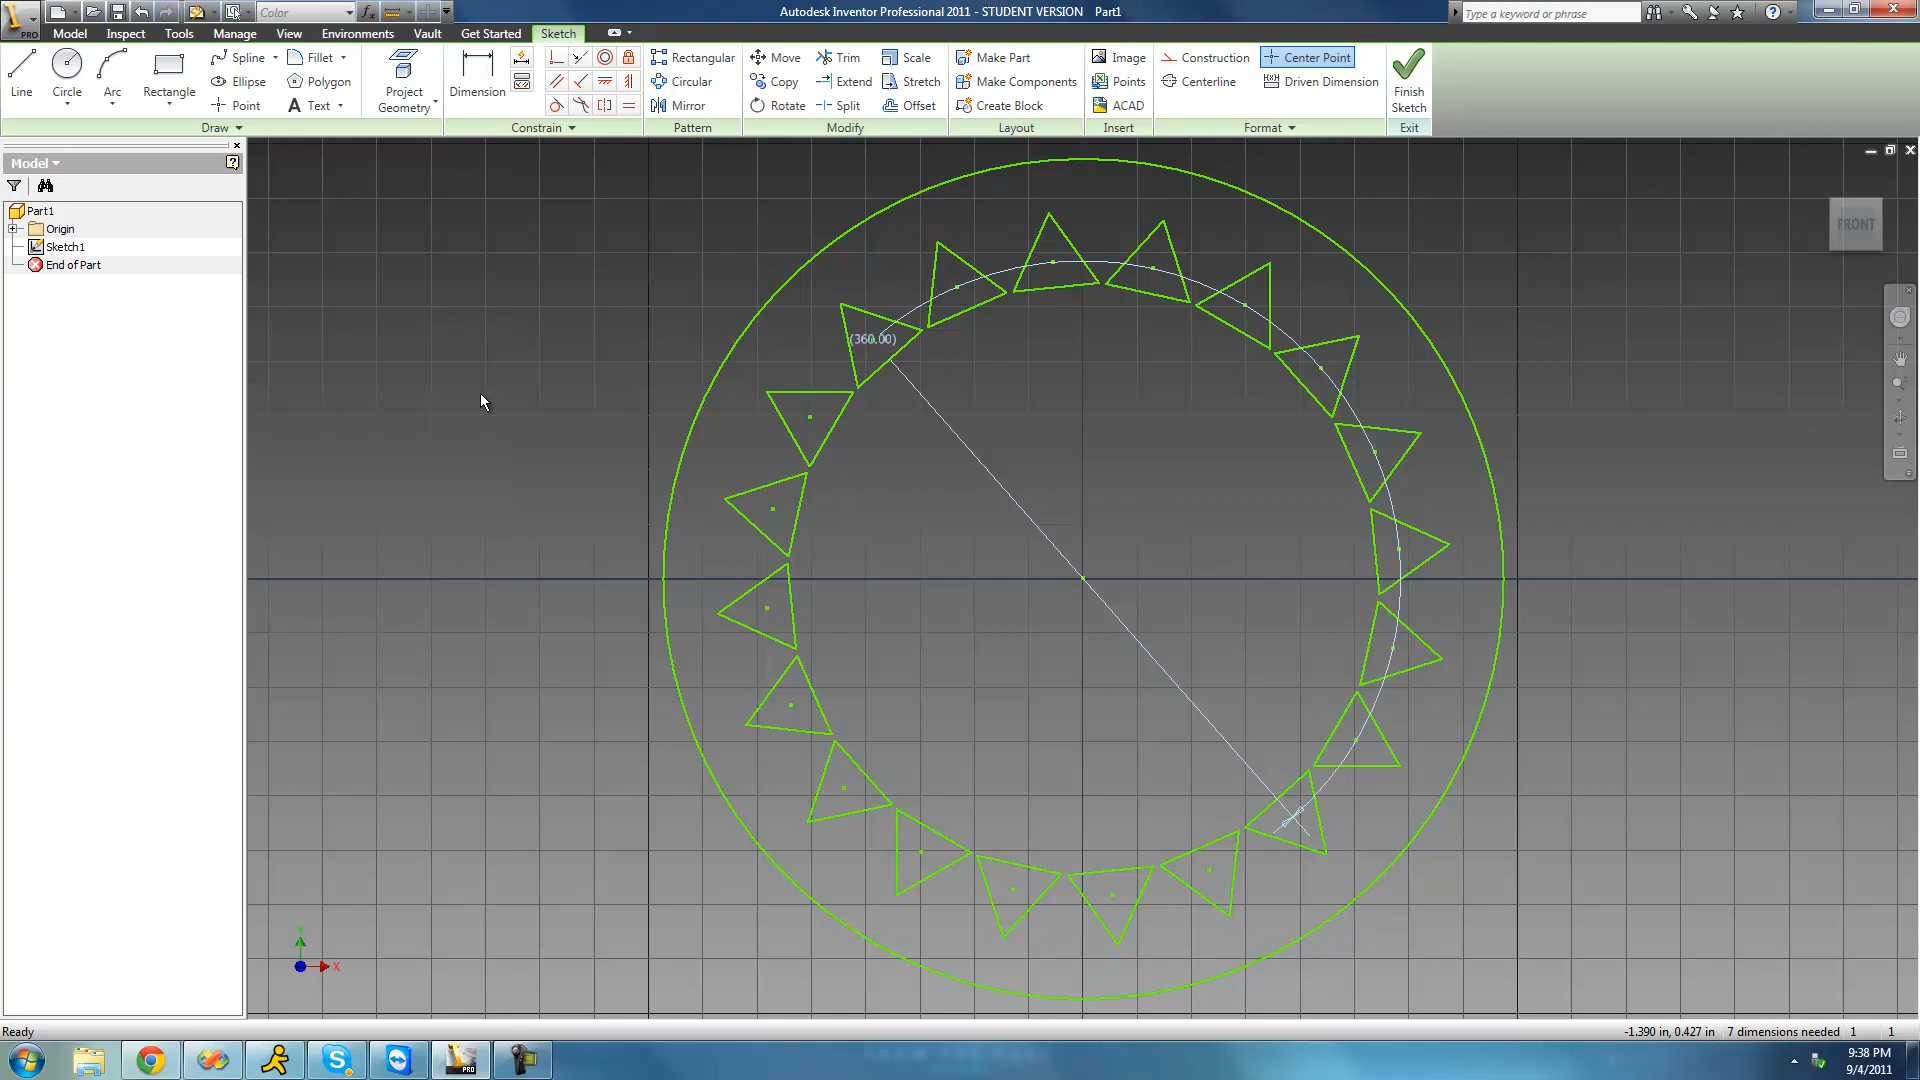 Color
Autodesk Inventor Professional 2011 - STUDENT VERSION Part1
Type a keyword or phrase
PRO
Model Inspect Tools Manage View Environments Vault Get Started Sketch
Line Circle Arc Rectangle
Spline Fillet
Ellipse Polygon
Point Text
Project Geometry
Dimension
Rectangular
Circular
Mirror
Move Trim Scale
Copy Extend Stretch
Rotate Split Offset
Make Part
Make Components
Create Block
Image
Points
ACAD
Construction Center Point
Centerline Driven Dimension
Finish Sketch
Draw Constrain Pattern Modify Layout Insert Format Exit
Model
Part1
Origin
Sketch1
End of Part
FRONT
(360.00)
Y
X
Ready
-1.390 in, 0.427 in 7 dimensions needed 1 1
PRO
9:38 PM
9/4/2011